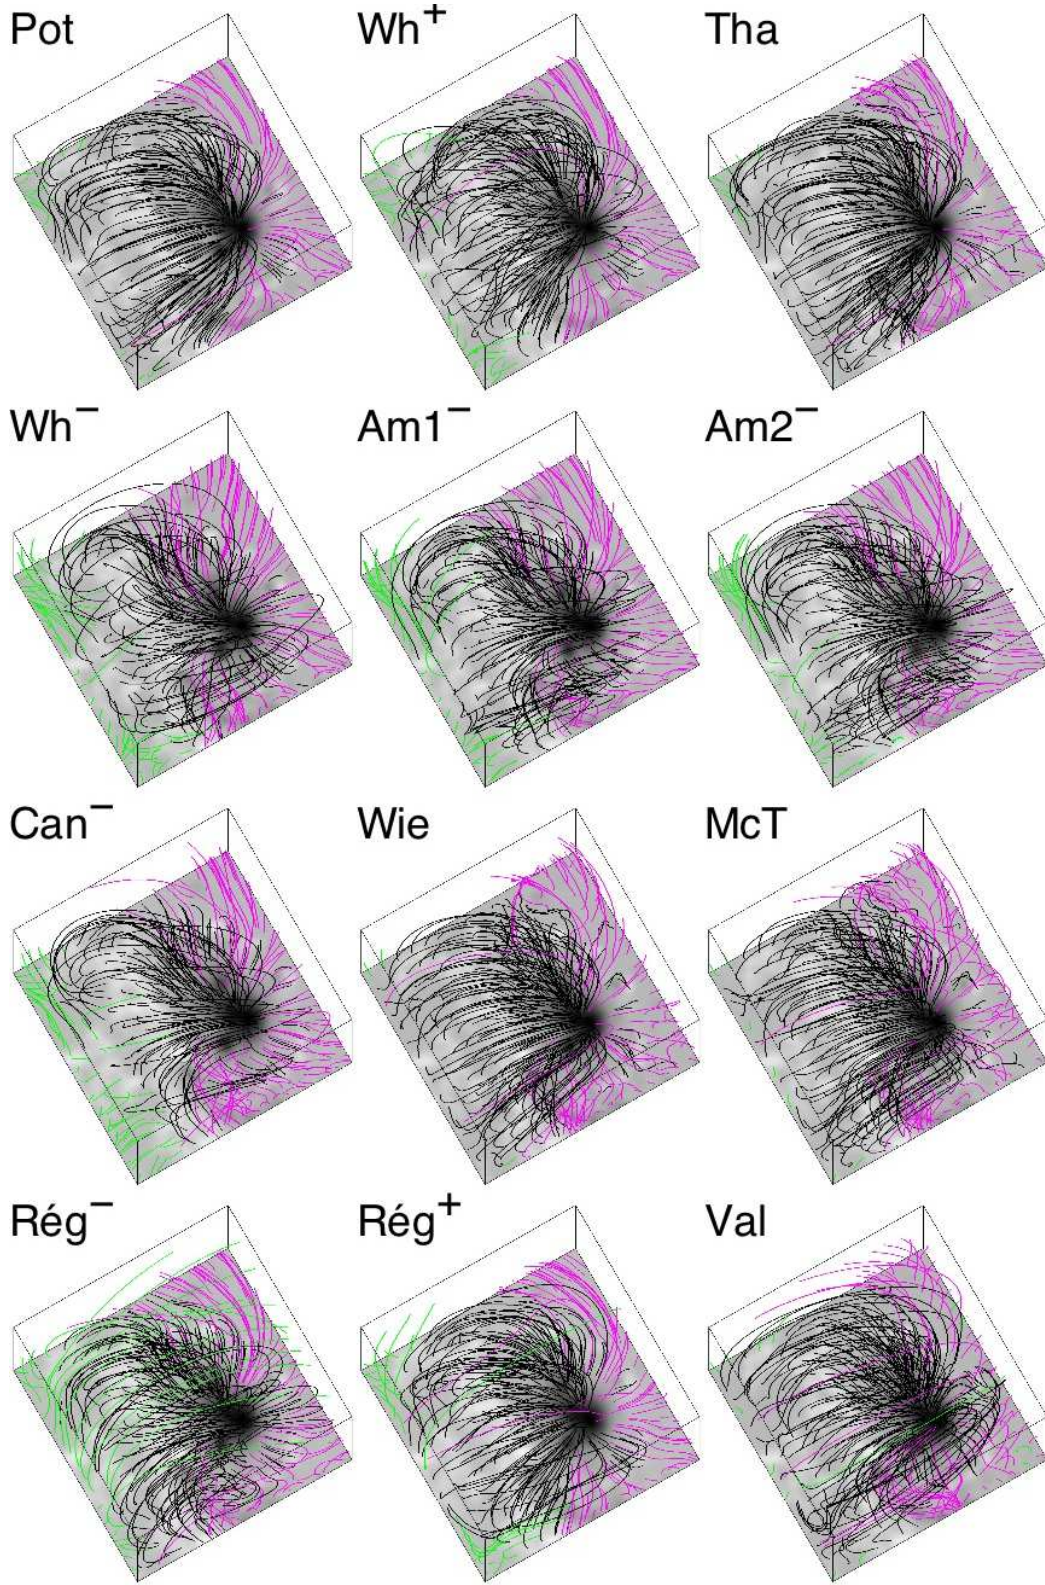 Pot
Wh+
Tha
Wh−
Am1−
Am2−
Can−
Wie
McT
Rég−
Rég+
Val